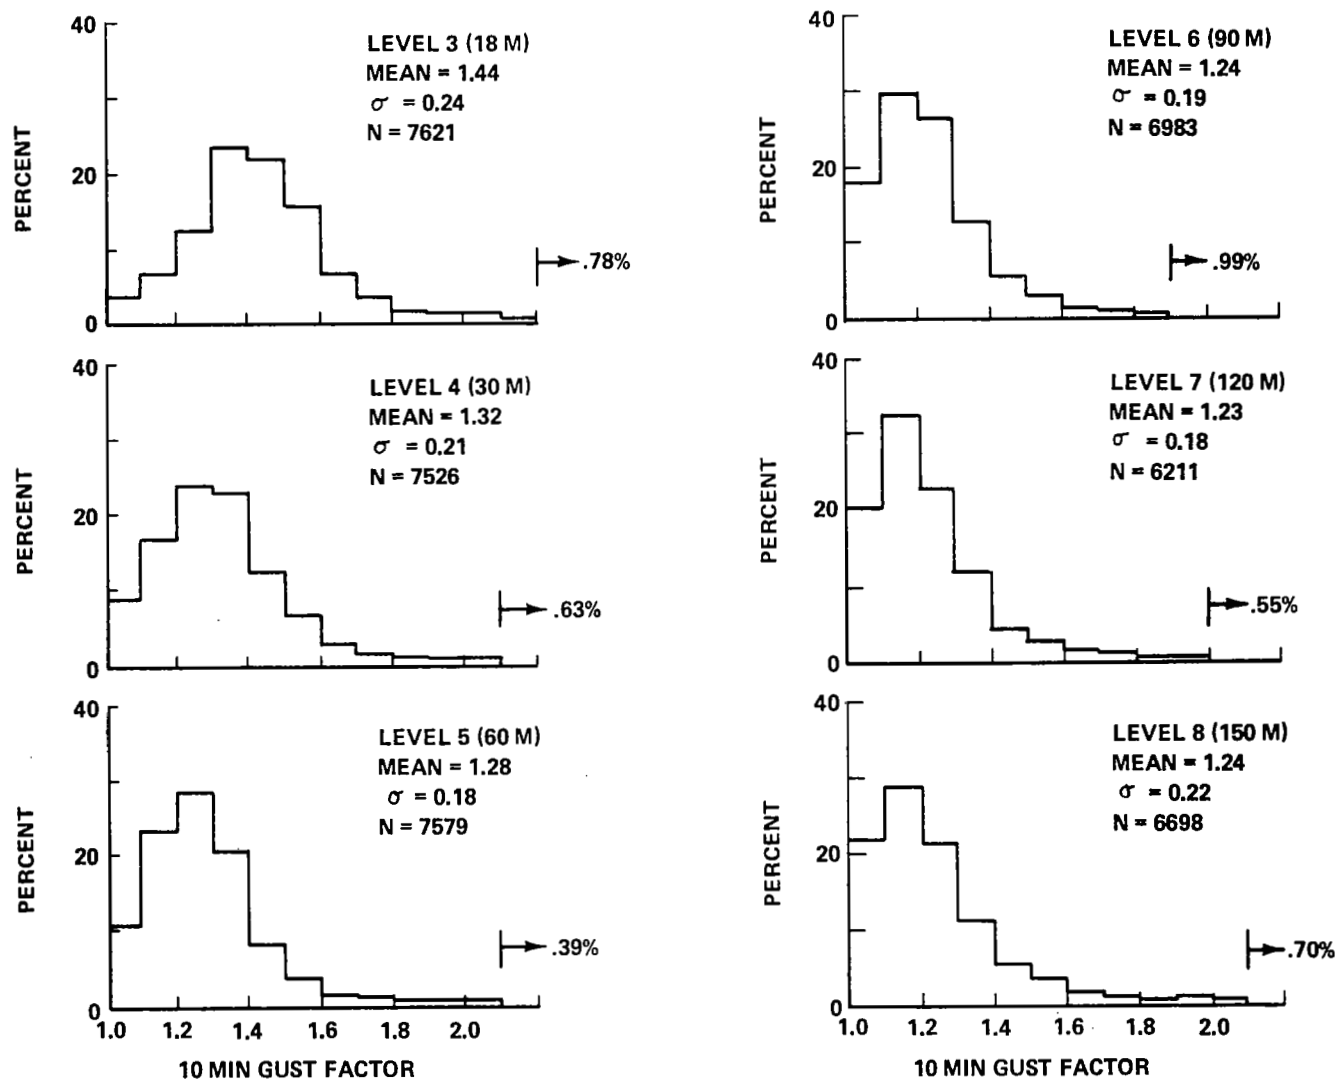 40
20
0
PERCENT
LEVEL 3 (18 M)
MEAN = 1.44
σ = 0.24
N = 7621
.78%
40
20
0
PERCENT
LEVEL 4 (30 M)
MEAN = 1.32
σ = 0.21
N = 7526
.63%
40
20
0
PERCENT
LEVEL 5 (60 M)
MEAN = 1.28
σ = 0.18
N = 7579
.39%
1.0 1.2 1.4 1.6 1.8 2.0
10 MIN GUST FACTOR
40
20
0
PERCENT
LEVEL 6 (90 M)
MEAN = 1.24
σ = 0.19
N = 6983
.99%
40
20
0
PERCENT
LEVEL 7 (120 M)
MEAN = 1.23
σ = 0.18
N = 6211
.55%
40
20
0
PERCENT
LEVEL 8 (150 M)
MEAN = 1.24
σ = 0.22
N = 6698
.70%
1.0 1.2 1.4 1.6 1.8 2.0
10 MIN GUST FACTOR